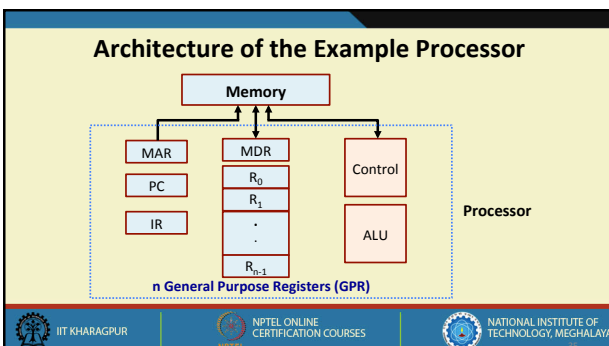 Architecture of the Example Processor
Memory
MAR
PC
IR
MDR
R0
R1
.
.
Rn-1
n General Purpose Registers (GPR)
Control
ALU
Processor
IIT KHARAGPUR
NPTEL ONLINE
CERTIFICATION COURSES
NPTEL
NATIONAL INSTITUTE OF
TECHNOLOGY, MEGHALAYA